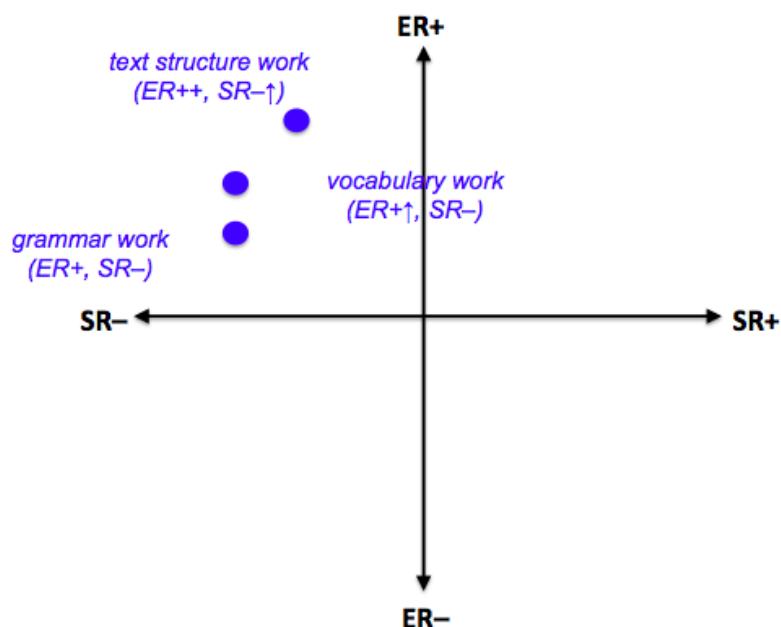 ER+
text structure work
(ER++, SR–↑)
vocabulary work
(ER+↑, SR–)
grammar work
(ER+, SR–)
SR–
SR+
ER–